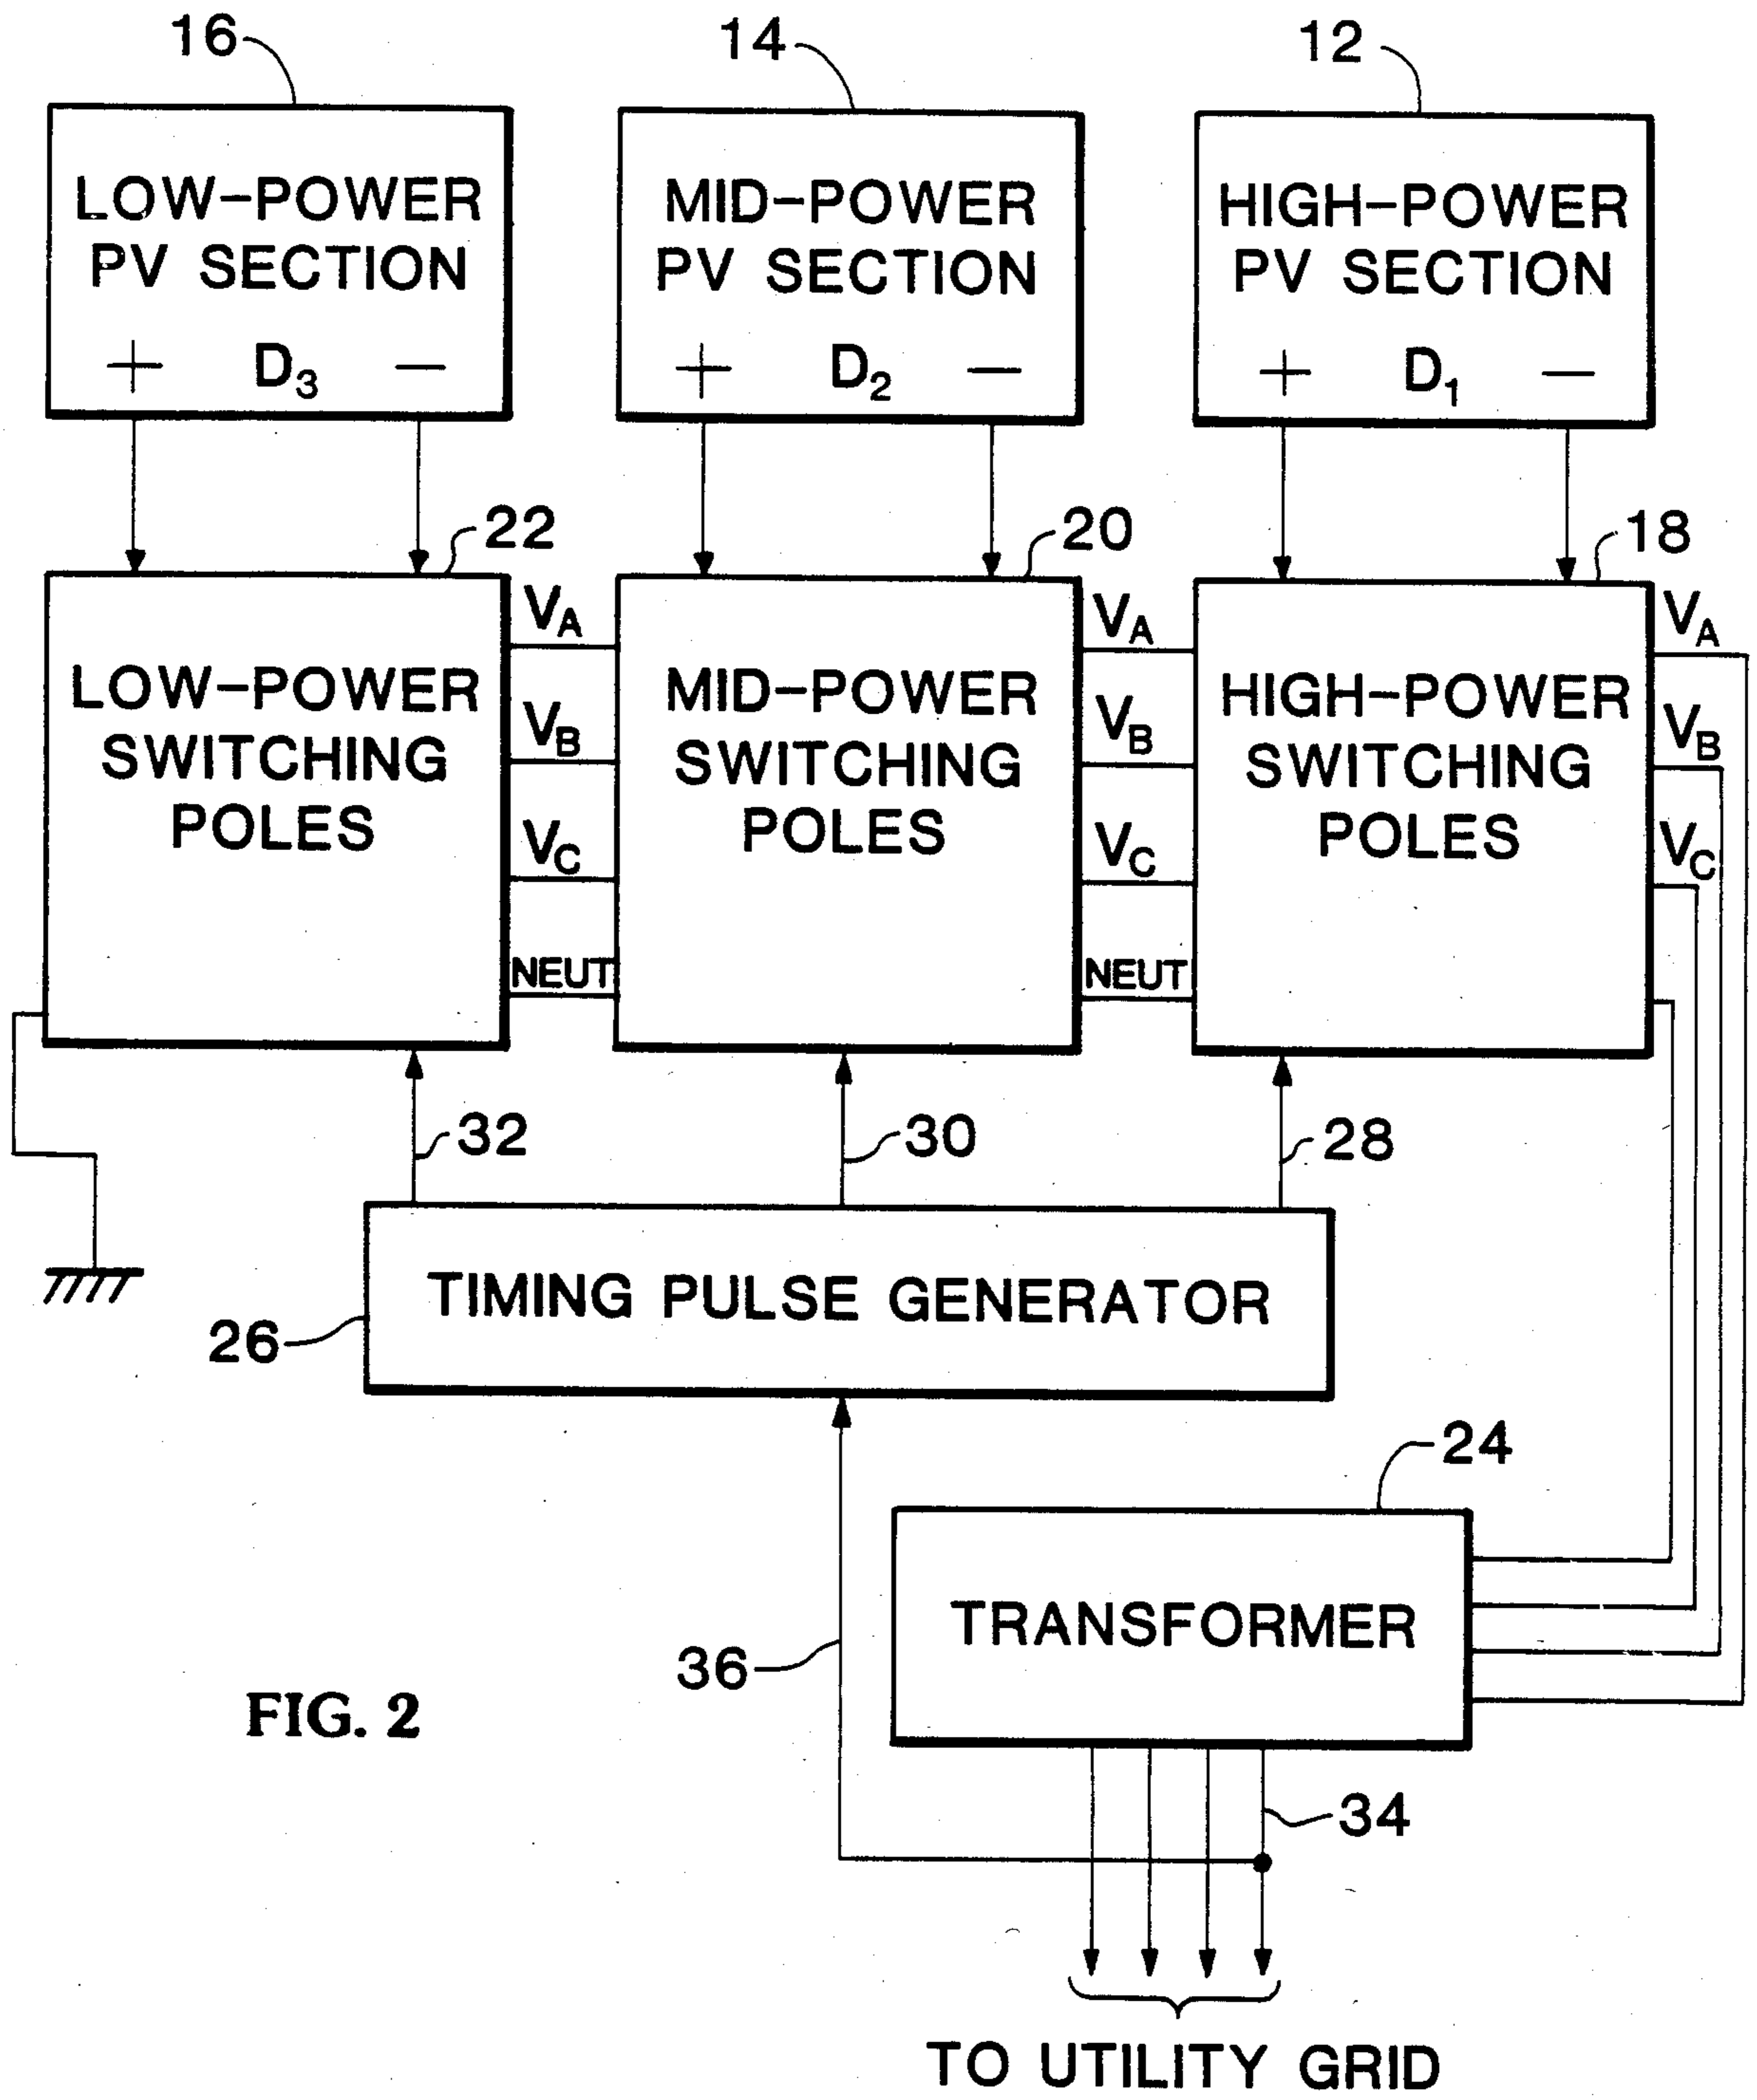 16
14
12
LOW-POWER
PV SECTION
+ D3 −
MID-POWER
PV SECTION
+ D2 −
HIGH-POWER
PV SECTION
+ D1 −
22
20
18
LOW-POWER
SWITCHING
POLES
VA
VB
VC
NEUT
MID-POWER
SWITCHING
POLES
VA
VB
VC
NEUT
HIGH-POWER
SWITCHING
POLES
VA
VB
VC
32
30
28
TIMING PULSE GENERATOR
26
24
TRANSFORMER
36
34
FIG. 2
TO UTILITY GRID